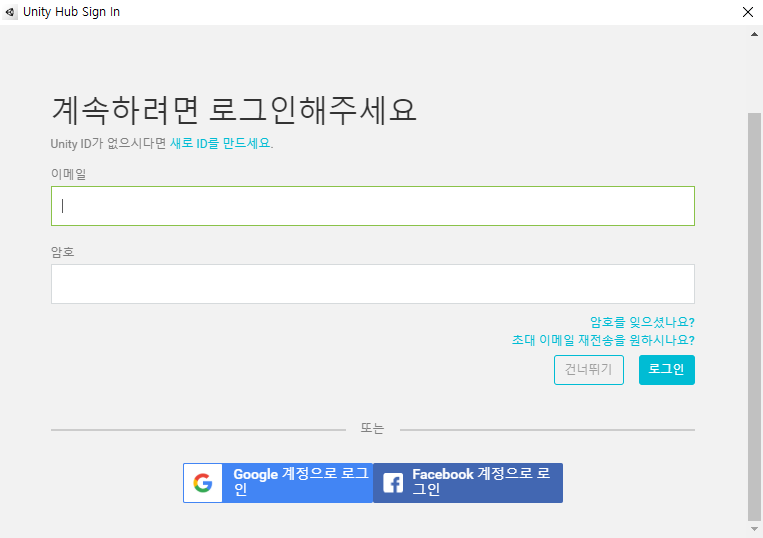 Unity Hub Sign In
계속하려면 로그인해주세요
Unity ID가 없으시다면 새로 ID를 만드세요.
이메일
암호
암호를 잊으셨나요?
초대 이메일 재전송을 원하시나요?
건너뛰기
로그인
또는
Google 계정으로 로그
인
Facebook 계정으로 로
그인